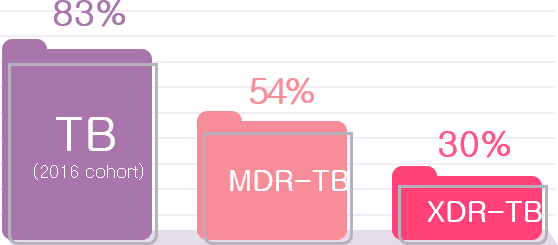 83%
TB
(2016 cohort)
54%
MDR-TB
30%
XDR-TB